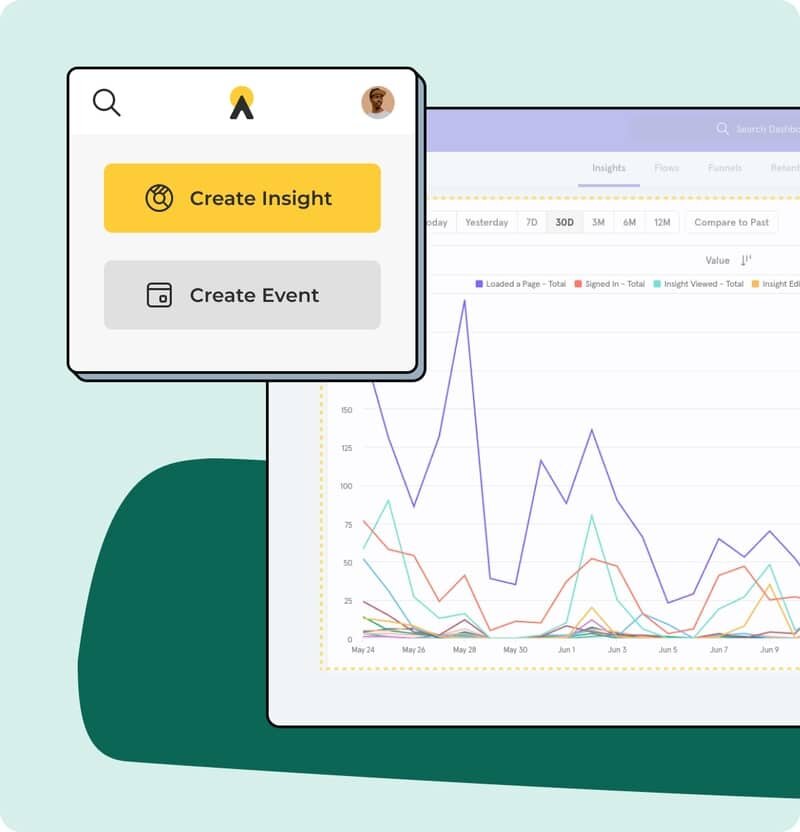 Create Insight
Create Event
Search Dashbo
Insights Flows Funnels Retent
oday Yesterday 7D 30D 3M 6M 12M Compare to Past
Value
Loaded a Page – Total Signed In – Total Insight Viewed – Total Insight Edi
150
125
100
75
50
25
0
May 24 May 26 May 28 May 30 Jun 1 Jun 3 Jun 5 Jun 7 Jun 9